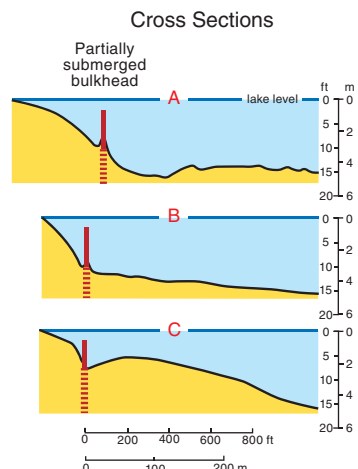 Cross Sections
Partially
submerged
bulkhead
A
lake level
ft m
0 0
5
2
10
4
15
20 6
B
0 0
5
2
10
4
15
20 6
C
0 0
5
2
10
4
15
20 6
0 200 400 600 800 ft
0 100 200 m